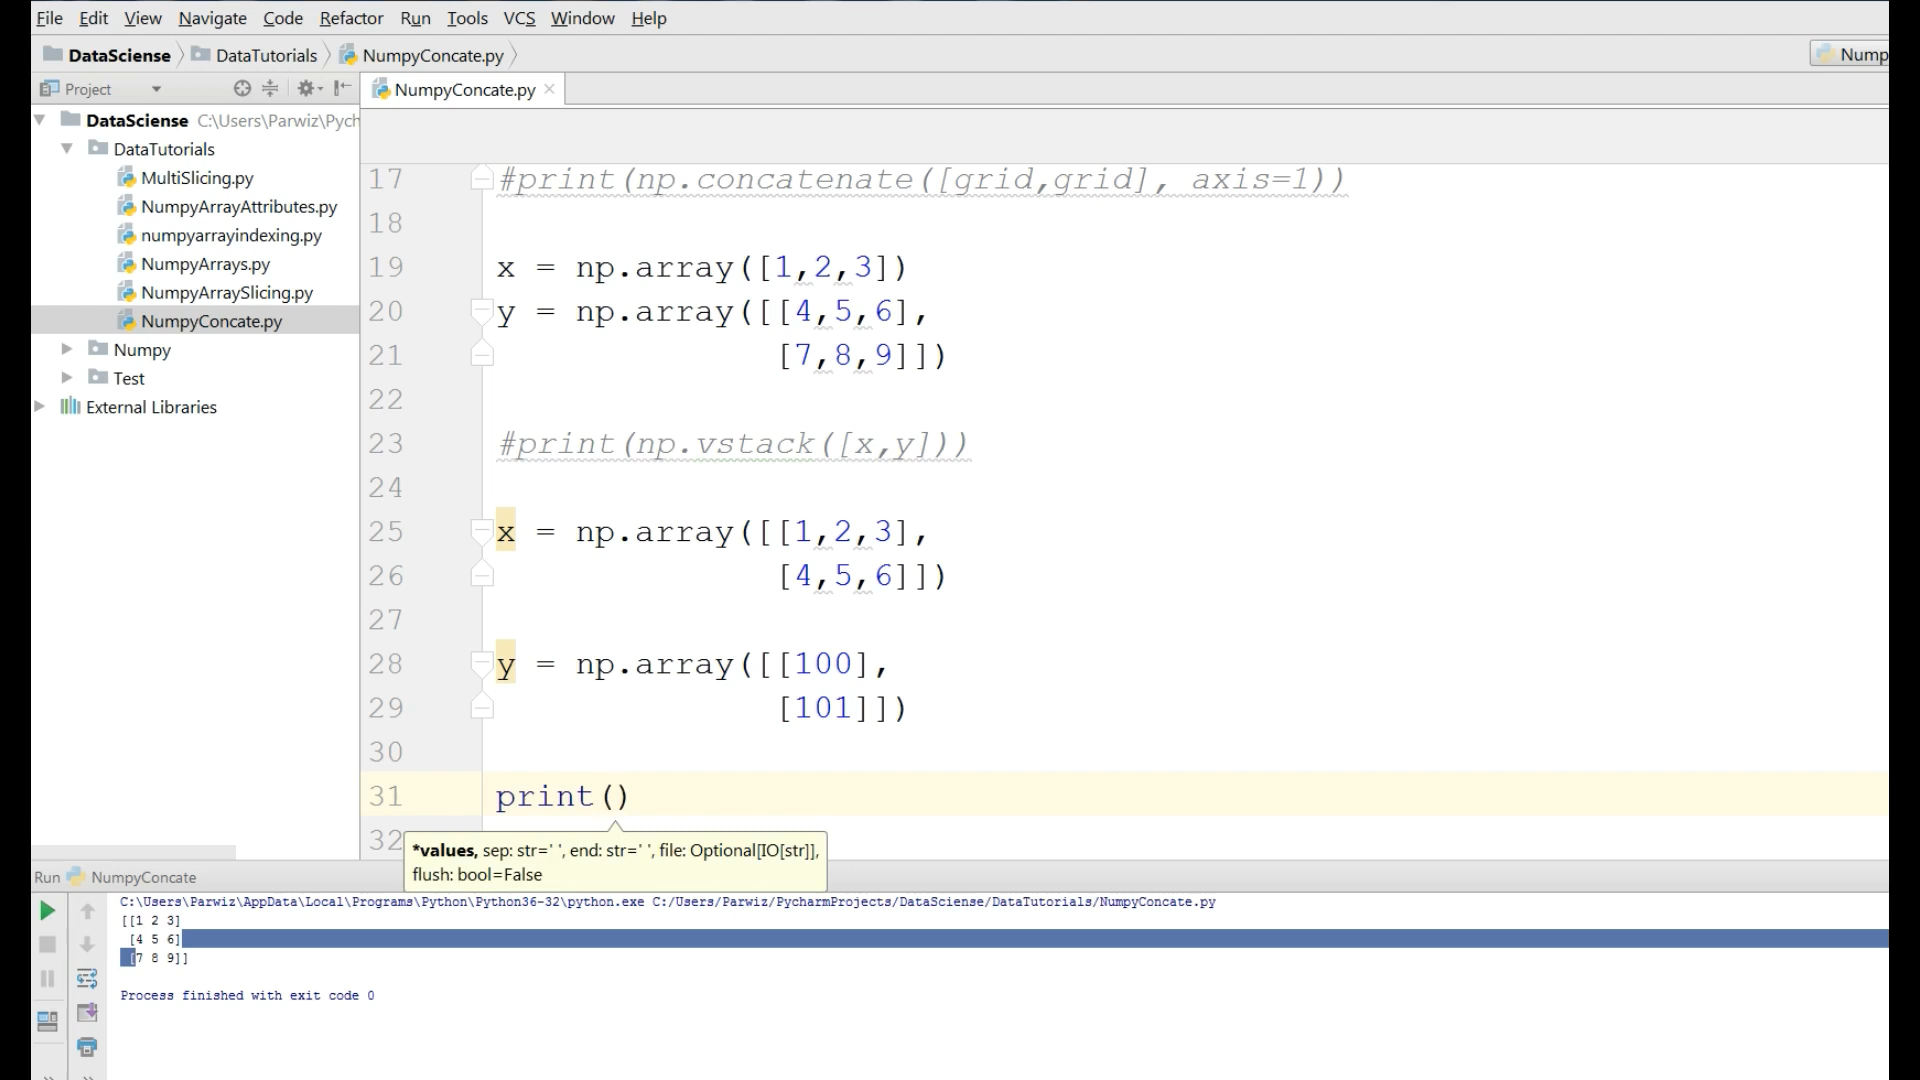 File Edit View Navigate Code Refactor Run Tools VCS Window Help
DataSciense DataTutorials NumpyConcate.py
Project
NumpyConcate.py
DataSciense C:\Users\Parwiz\Pych
DataTutorials
MultiSlicing.py
NumpyArrayAttributes.py
numpyarrayindexing.py
NumpyArrays.py
NumpyArraySlicing.py
NumpyConcate.py
Numpy
Test
External Libraries
17 #print(np.concatenate([grid,grid], axis=1))
18
19 x = np.array([1,2,3])
20 y = np.array([[4,5,6],
21 [7,8,9]])
22
23 #print(np.vstack([x,y]))
24
25 x = np.array([[1,2,3],
26 [4,5,6]])
27
28 y = np.array([[100],
29 [101]])
30
31 print()
32
*values, sep: str=' ', end: str=' ', file: Optional[IO[str]],
flush: bool=False
Run NumpyConcate
C:\Users\Parwiz\AppData\Local\Programs\Python\Python36-32\python.exe C:/Users/Parwiz/PycharmProjects/DataSciense/DataTutorials/NumpyConcate.py
[[1 2 3]
[4 5 6]
[7 8 9]]
Process finished with exit code 0